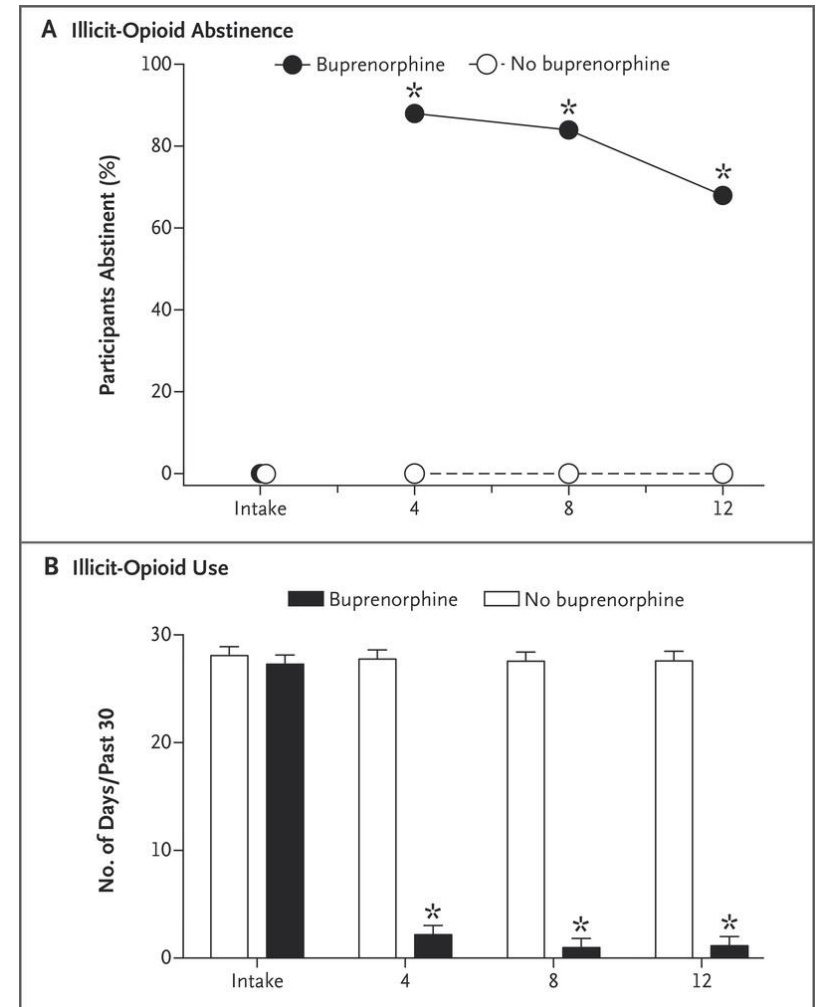 A Illicit-Opioid Abstinence
Buprenorphine No buprenorphine
Participants Abstinent (%)
100
80
60
40
20
0
* * *
Intake 4 8 12
B Illicit-Opioid Use
Buprenorphine No buprenorphine
No. of Days/Past 30
30
20
10
0
* * *
Intake 4 8 12